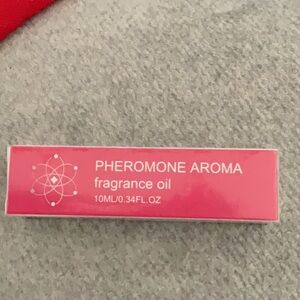 PHEROMONE AROMA
fragrance oil
10ML/0.34FL.OZ